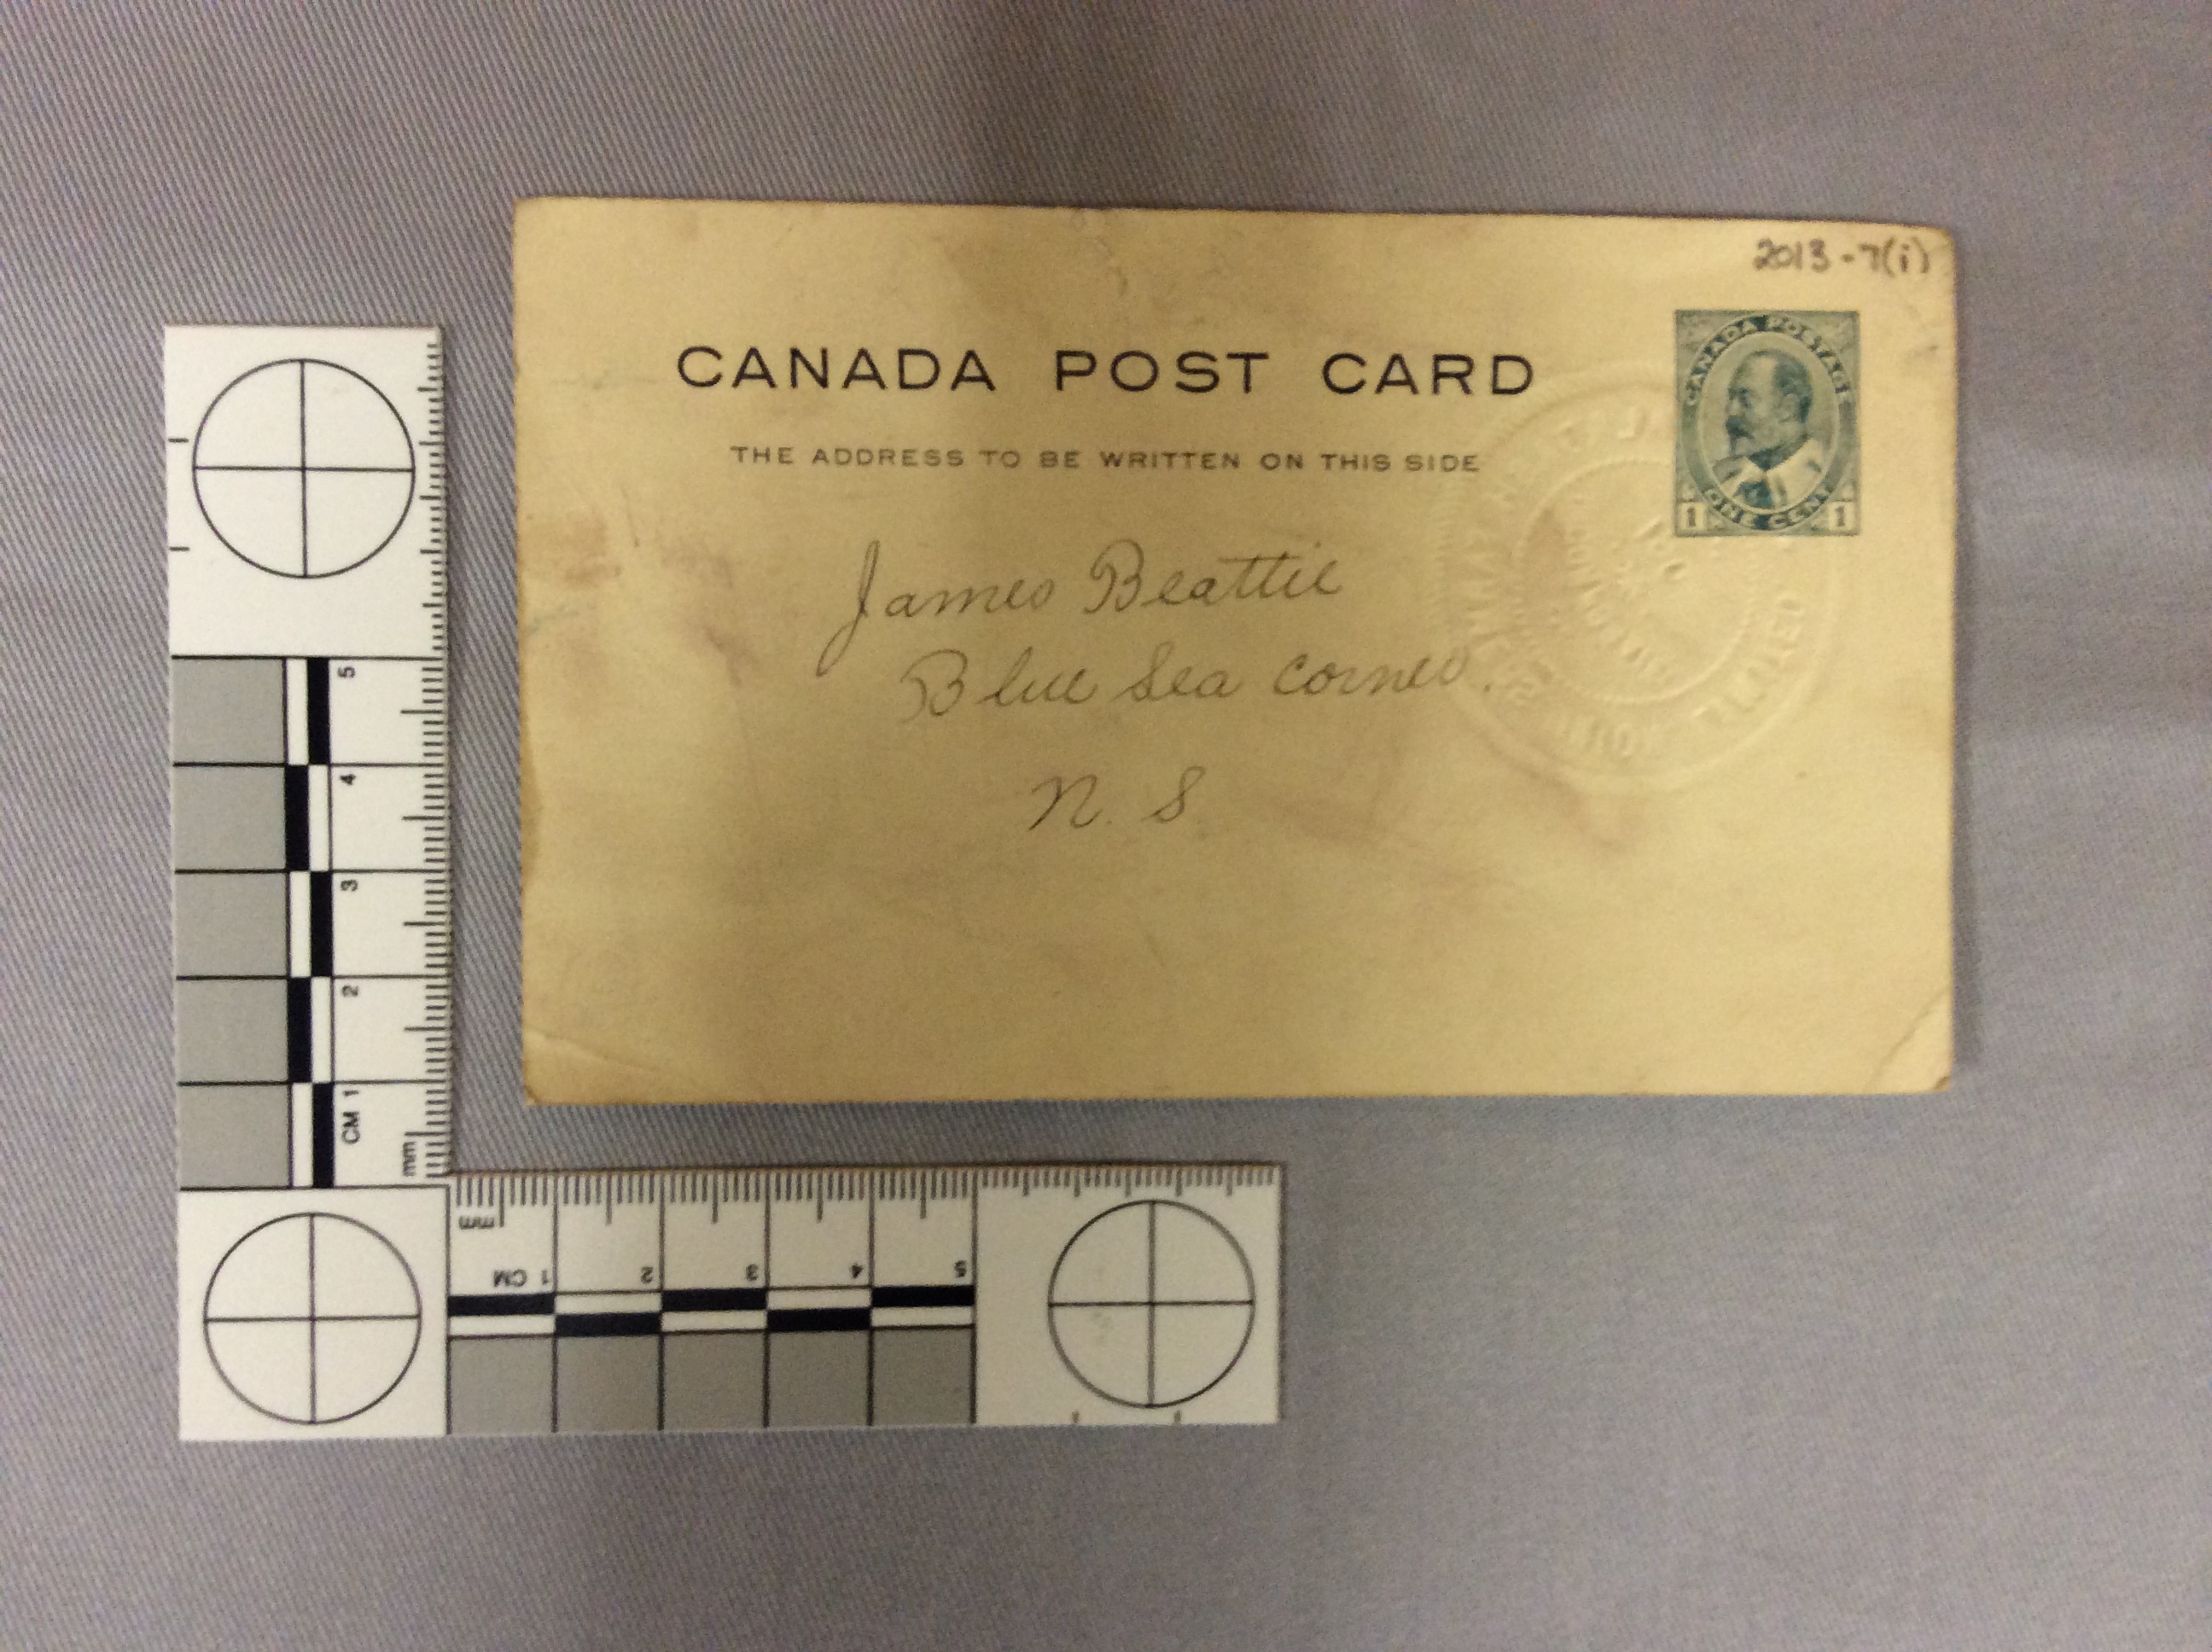 2013-7(i)
CANADA POSTAGE
ONE CENT
1 1
CANADA POST CARD
THE ADDRESS TO BE WRITTEN ON THIS SIDE
James Beattie
Blue Sea Corner.
N. S.
5
4
3
2
CM 1
mm
mm
1 CM
2
3
4
5